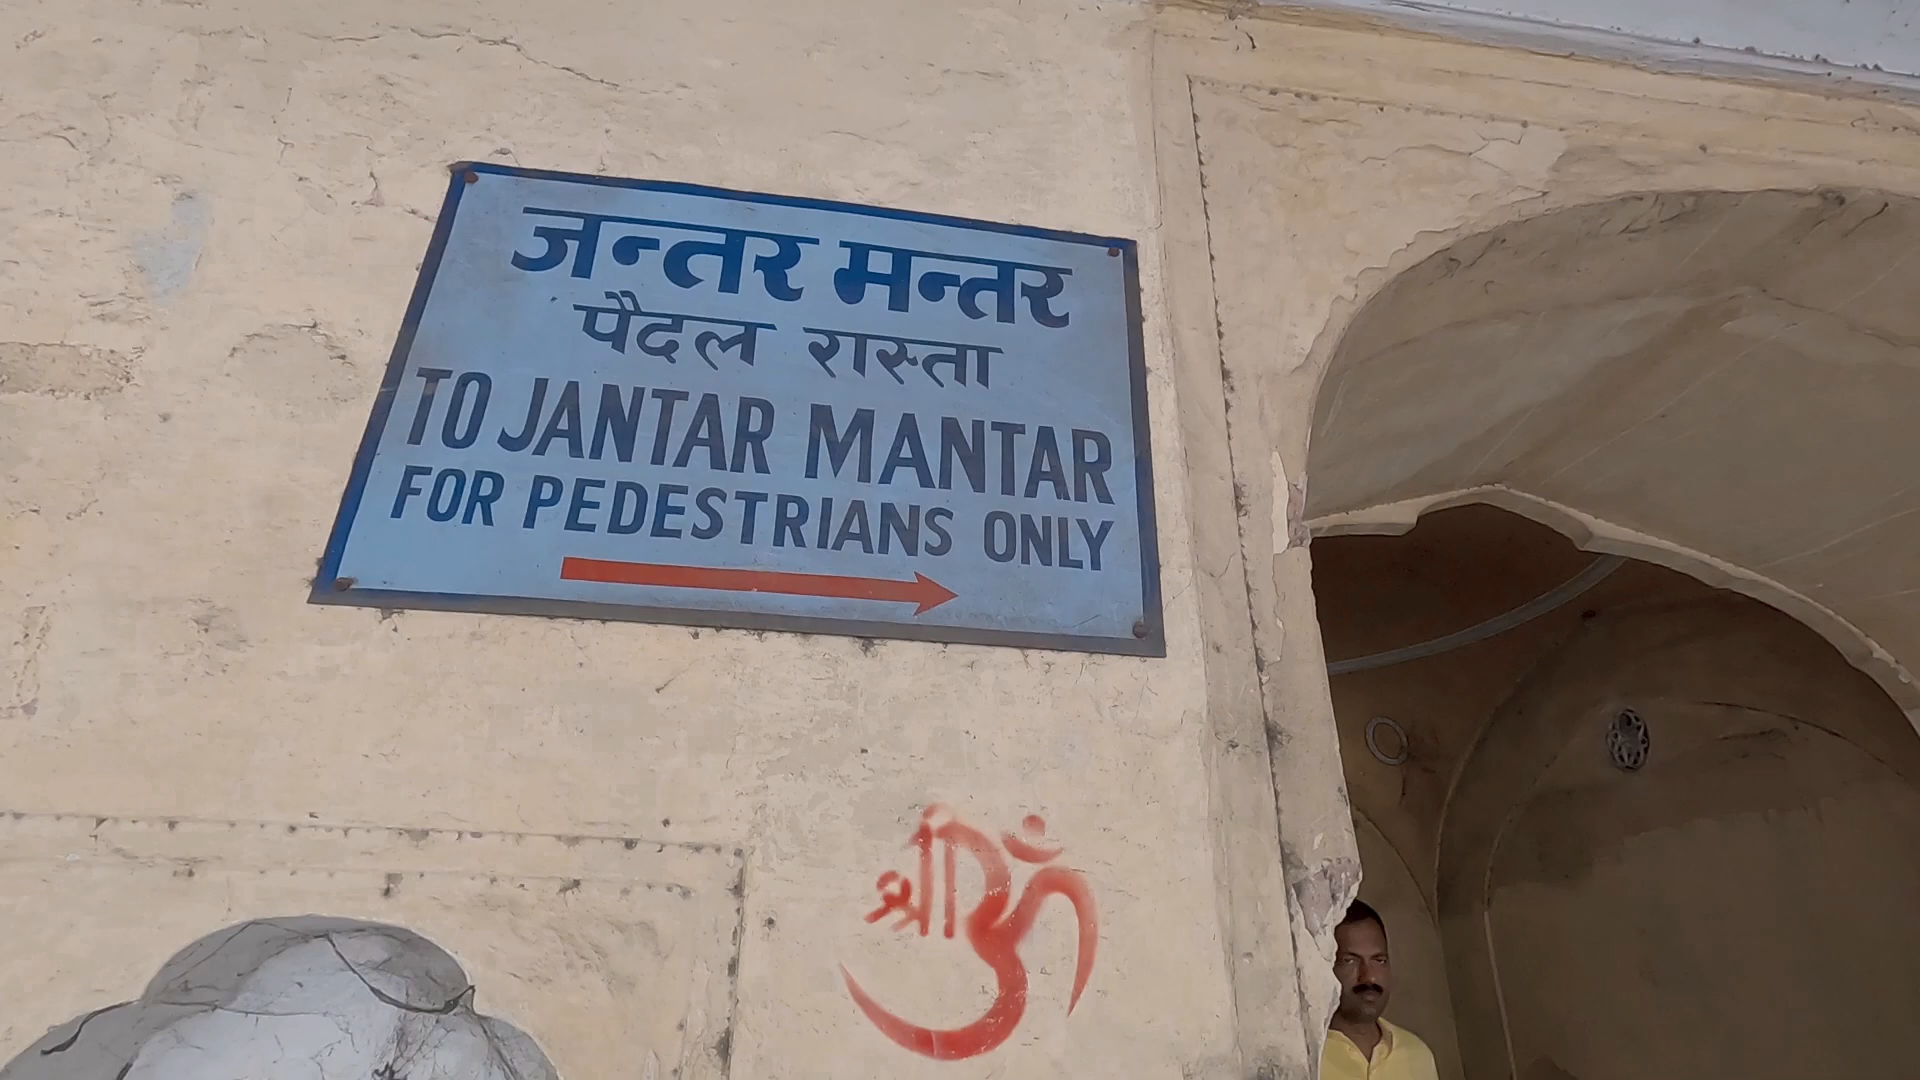 जन्तर मन्तर
पैदल रास्ता
TO JANTAR MANTAR
FOR PEDESTRIANS ONLY
श्री ॐ